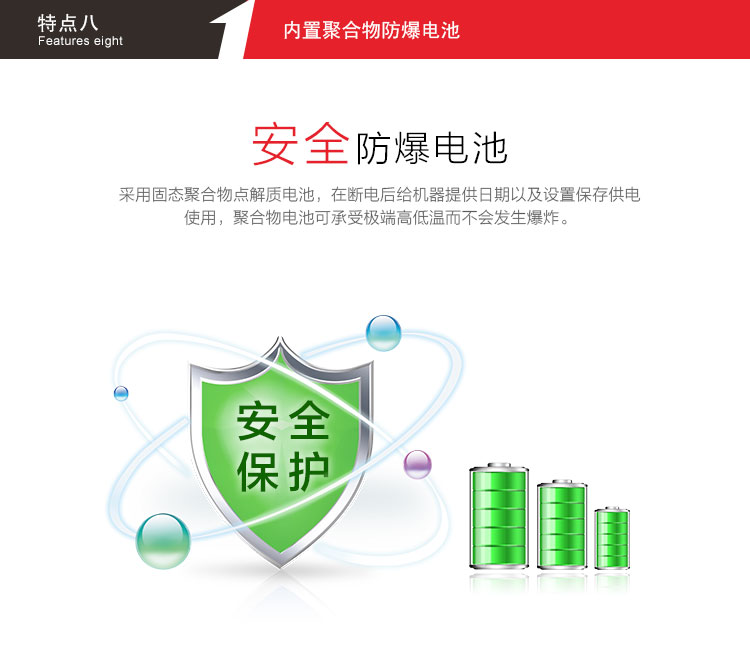 特点八
Features eight
内置聚合物防爆电池
安全防爆电池
采用固态聚合物点解质电池，在断电后给机器提供日期以及设置保存供电
使用，聚合物电池可承受极端高低温而不会发生爆炸。
安全
保护